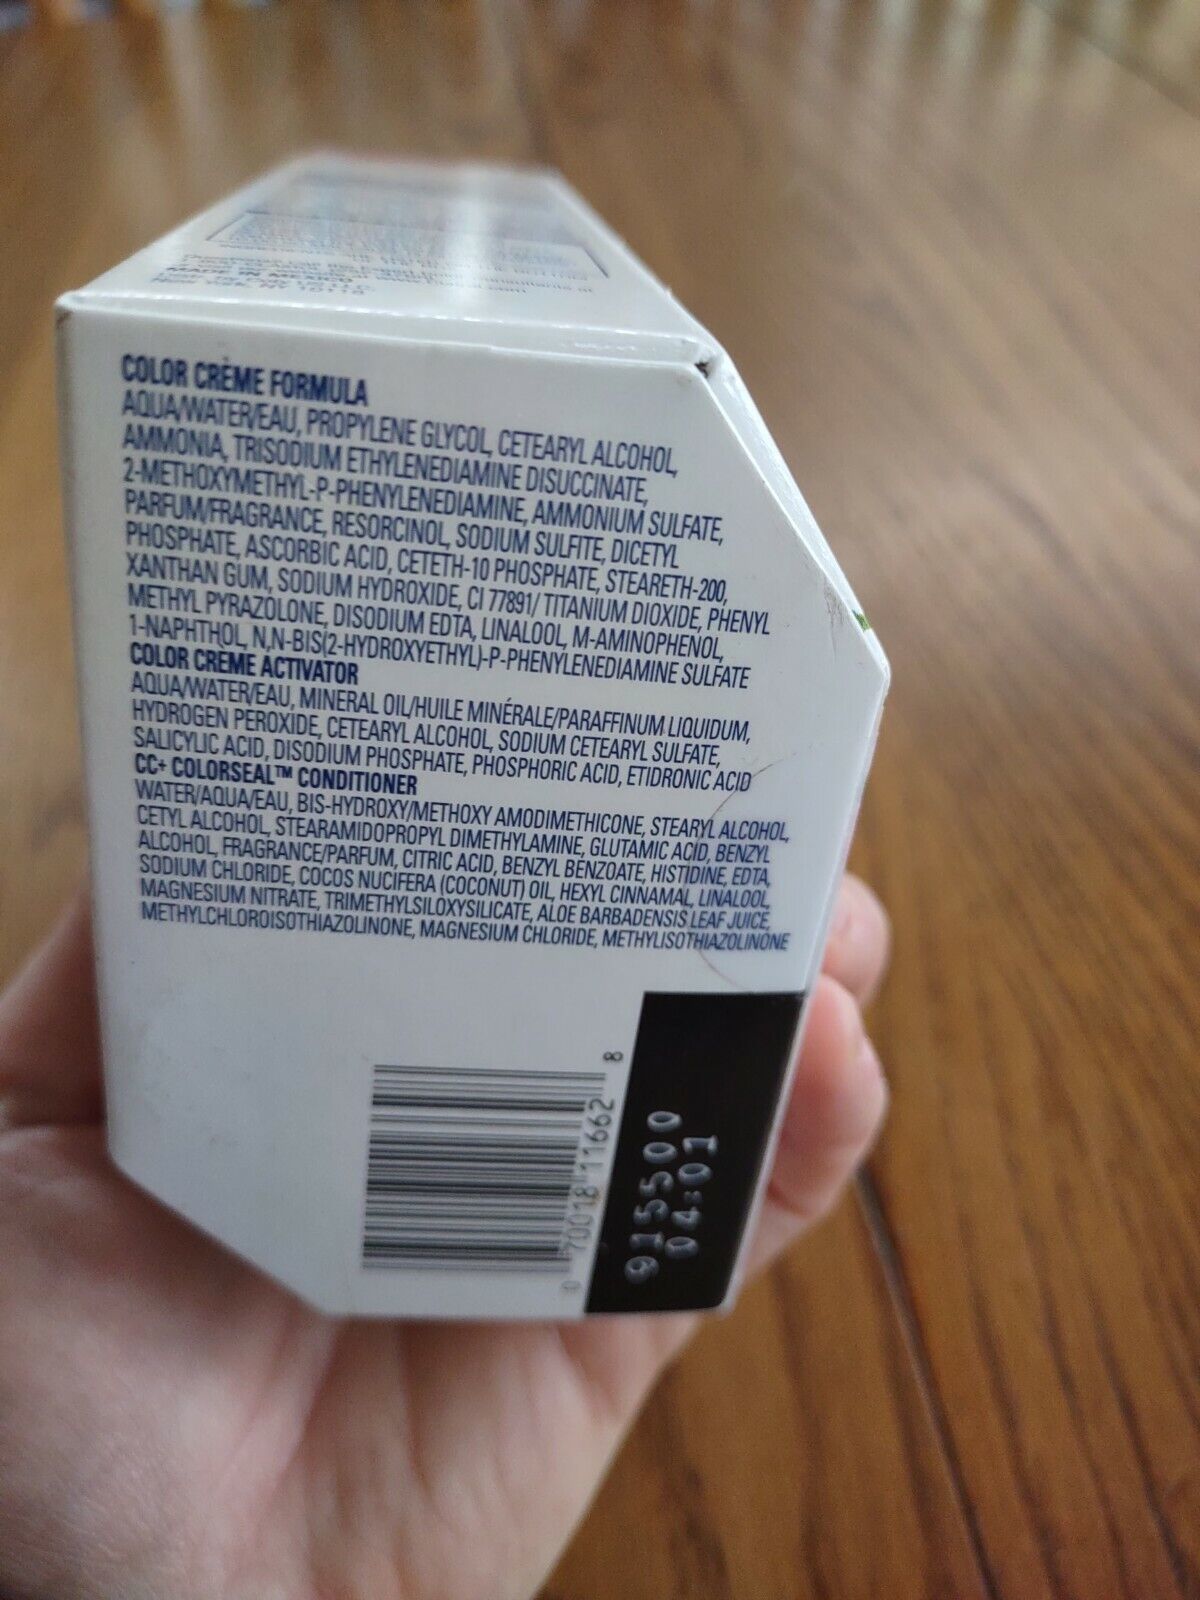 MADE IN MEXICO
COLOR CRÈME FORMULA
AQUA/WATER/EAU, PROPYLENE GLYCOL, CETEARYL ALCOHOL,
AMMONIA, TRISODIUM ETHYLENEDIAMINE DISUCCINATE,
2-METHOXYMETHYL-P-PHENYLENEDIAMINE, AMMONIUM SULFATE,
PARFUM/FRAGRANCE, RESORCINOL, SODIUM SULFITE, DICETYL
PHOSPHATE, ASCORBIC ACID, CETETH-10 PHOSPHATE, STEARETH-200,
XANTHAN GUM, SODIUM HYDROXIDE, CI 77891/ TITANIUM DIOXIDE, PHENYL
METHYL PYRAZOLONE, DISODIUM EDTA, LINALOOL, M-AMINOPHENOL,
1-NAPHTHOL, N,N-BIS(2-HYDROXYETHYL)-P-PHENYLENEDIAMINE SULFATE
COLOR CREME ACTIVATOR
AQUA/WATER/EAU, MINERAL OIL/HUILE MINÉRALE/PARAFFINUM LIQUIDUM,
HYDROGEN PEROXIDE, CETEARYL ALCOHOL, SODIUM CETEARYL SULFATE,
SALICYLIC ACID, DISODIUM PHOSPHATE, PHOSPHORIC ACID, ETIDRONIC ACID
CC+ COLORSEAL™ CONDITIONER
WATER/AQUA/EAU, BIS-HYDROXY/METHOXY AMODIMETHICONE, STEARYL ALCOHOL,
CETYL ALCOHOL, STEARAMIDOPROPYL DIMETHYLAMINE, GLUTAMIC ACID, BENZYL
ALCOHOL, FRAGRANCE/PARFUM, CITRIC ACID, BENZYL BENZOATE, HISTIDINE, EDTA,
SODIUM CHLORIDE, COCOS NUCIFERA (COCONUT) OIL, HEXYL CINNAMAL, LINALOOL,
MAGNESIUM NITRATE, TRIMETHYLSILOXYSILICATE, ALOE BARBADENSIS LEAF JUICE,
METHYLCHLOROISOTHIAZOLINONE, MAGNESIUM CHLORIDE, METHYLISOTHIAZOLINONE
0 70018 11662 8
915500
04:01